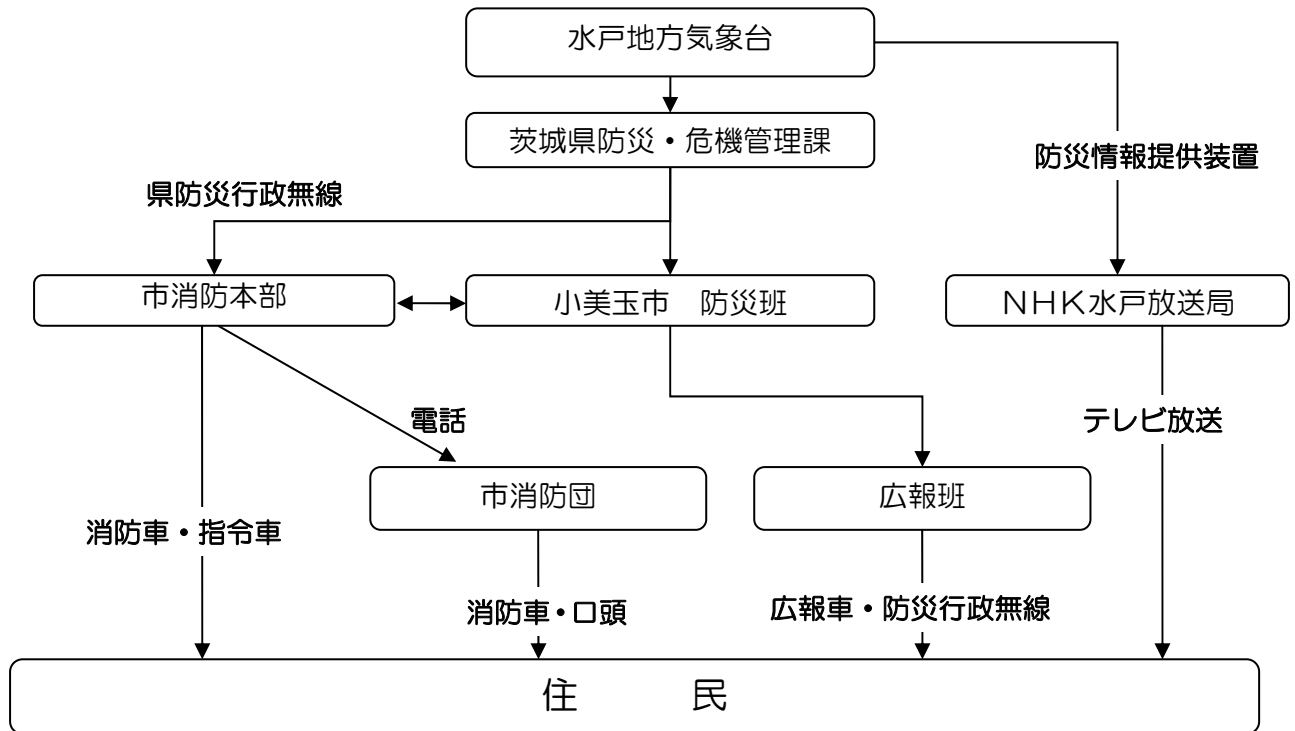 水戸地方気象台
茨城県防災・危機管理課
防災情報提供装置
県防災行政無線
市消防本部
小美玉市　防災班
ＮＨＫ水戸放送局
電話
テレビ放送
市消防団
広報班
消防車・指令車
消防車・口頭
広報車・防災行政無線
住　　　民